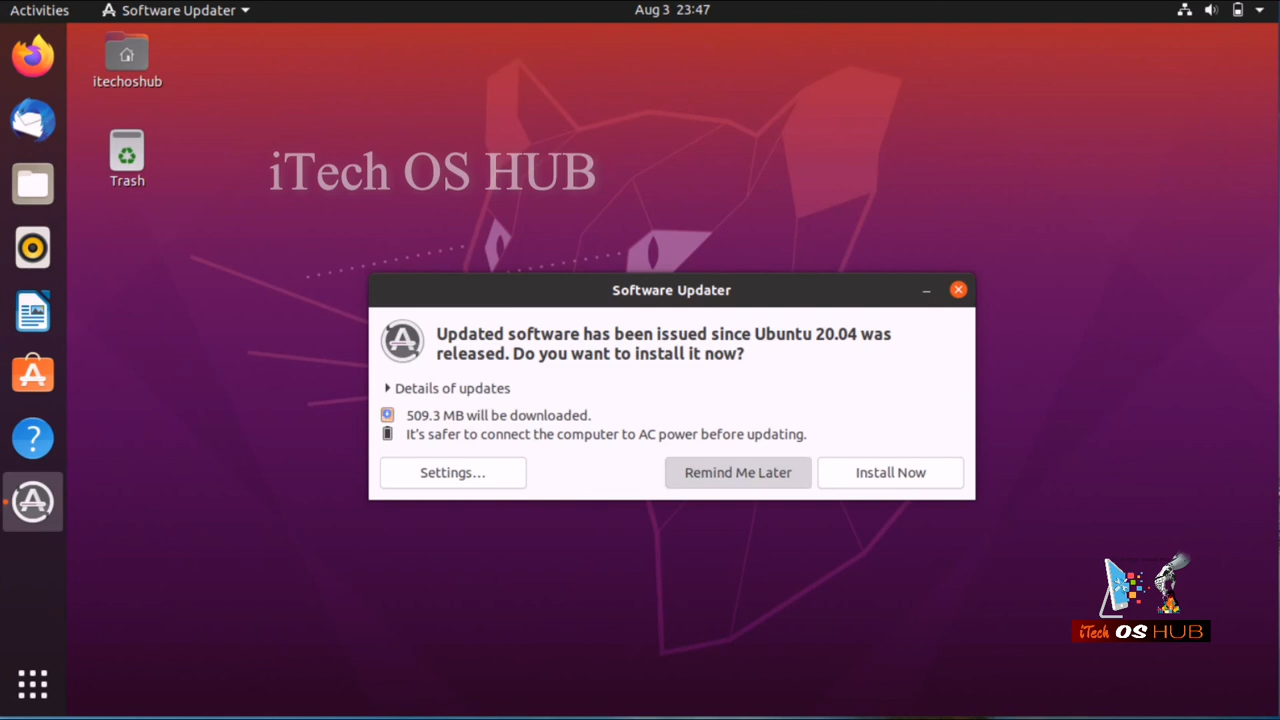 Activities
Software Updater
Aug 3 23:47
itechoshub
Trash
iTech OS HUB
Software Updater
Updated software has been issued since Ubuntu 20.04 was
released. Do you want to install it now?
Details of updates
509.3 MB will be downloaded.
It's safer to connect the computer to AC power before updating.
Settings...
Remind Me Later
Install Now
iTech OS HUB